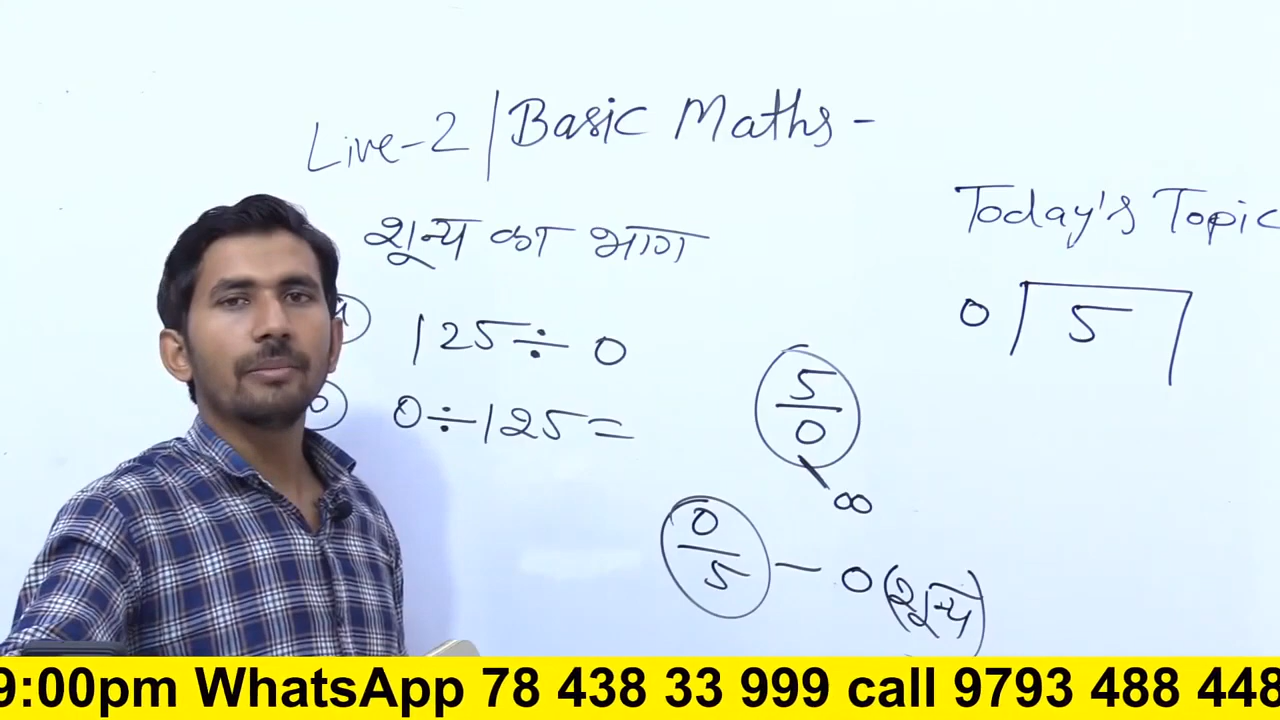 Live-2 | Basic Maths -
शून्य का भाग
125 ÷ 0
0 ÷ 125 =
Today's Topic
0 5
5
0
∞
0
5
— 0 (शून्य)
9:00pm WhatsApp 78 438 33 999 call 9793 488 448